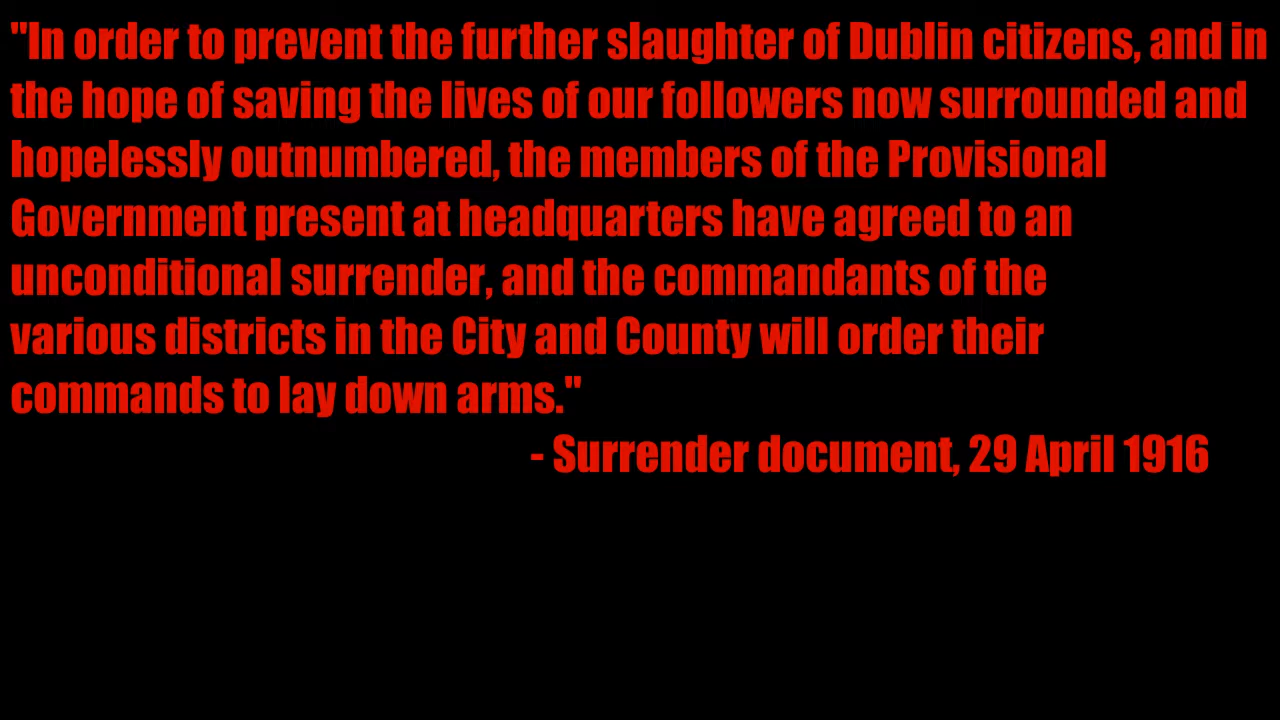 "In order to prevent the further slaughter of Dublin citizens, and in
the hope of saving the lives of our followers now surrounded and
hopelessly outnumbered, the members of the Provisional
Government present at headquarters have agreed to an
unconditional surrender, and the commandants of the
various districts in the City and County will order their
commands to lay down arms."
- Surrender document, 29 April 1916